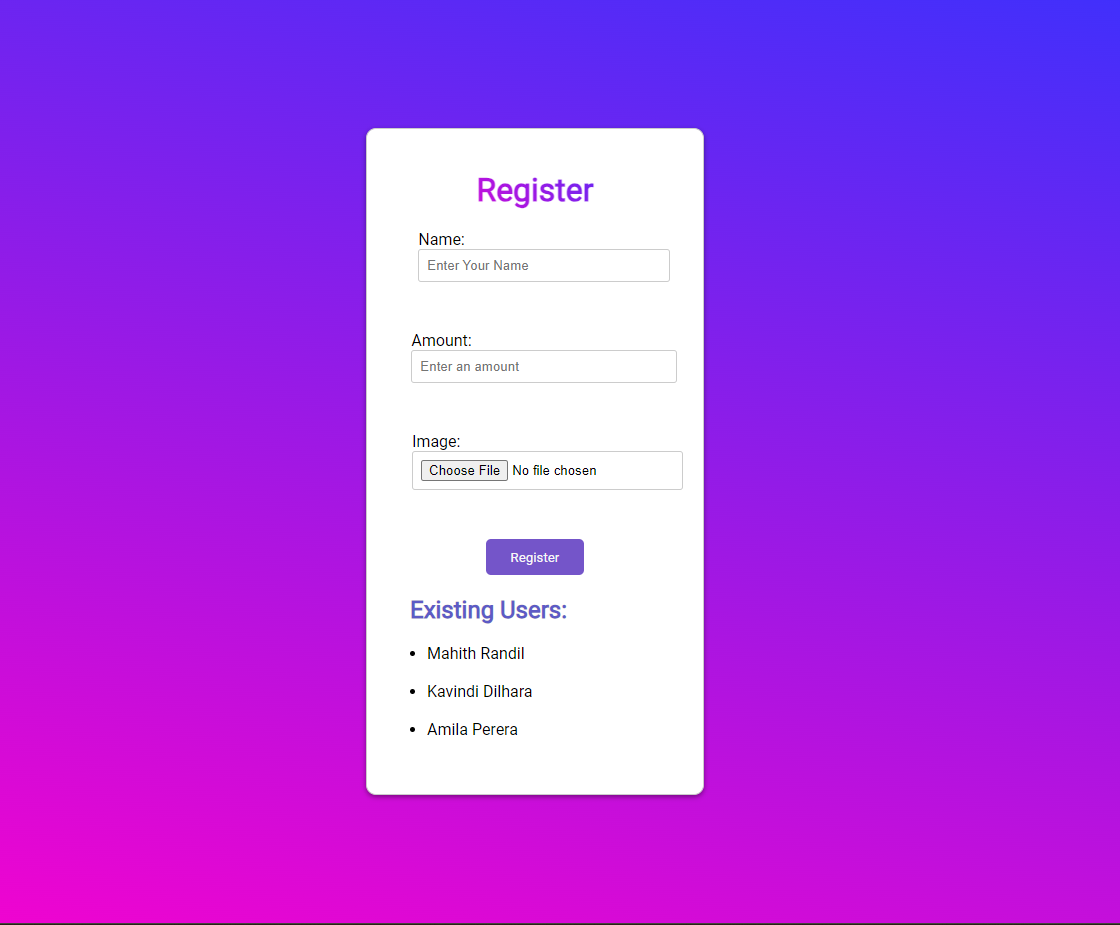 Register
Name:
Enter Your Name
Amount:
Enter an amount
Image:
Choose File No file chosen
Register
Existing Users:
Mahith Randil
Kavindi Dilhara
Amila Perera